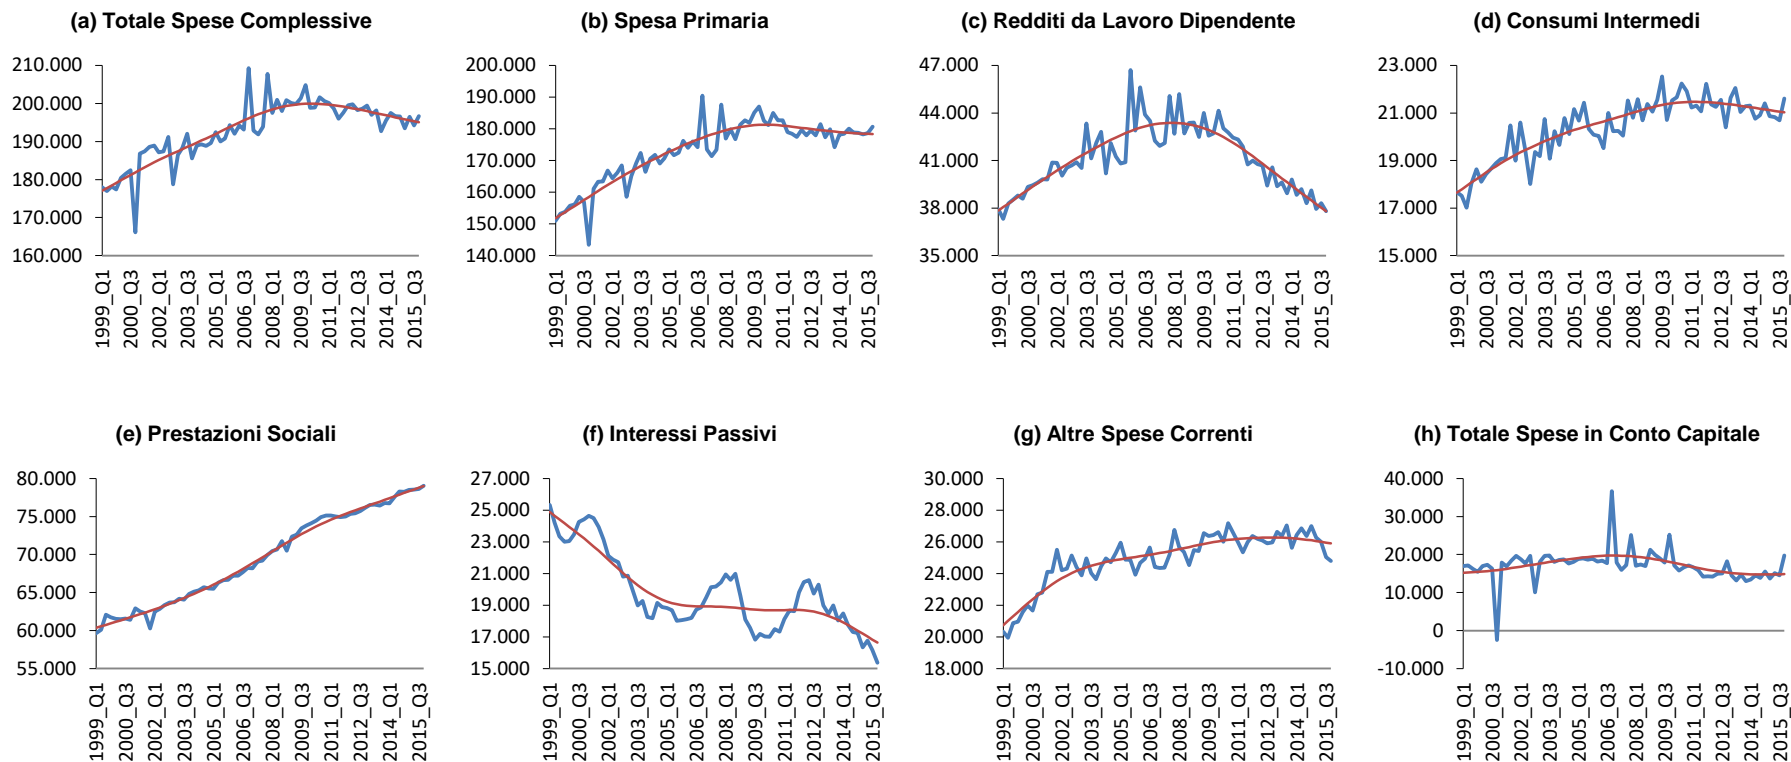 (a) Totale Spese Complessive
210.000
200.000
190.000
180.000
170.000
160.000
1999_Q1
2000_Q3
2002_Q1
2003_Q3
2005_Q1
2006_Q3
2008_Q1
2009_Q3
2011_Q1
2012_Q3
2014_Q1
2015_Q3
(b) Spesa Primaria
200.000
190.000
180.000
170.000
160.000
150.000
140.000
1999_Q1
2000_Q3
2002_Q1
2003_Q3
2005_Q1
2006_Q3
2008_Q1
2009_Q3
2011_Q1
2012_Q3
2014_Q1
2015_Q3
(c) Redditi da Lavoro Dipendente
47.000
44.000
41.000
38.000
35.000
1999_Q1
2000_Q3
2002_Q1
2003_Q3
2005_Q1
2006_Q3
2008_Q1
2009_Q3
2011_Q1
2012_Q3
2014_Q1
2015_Q3
(d) Consumi Intermedi
23.000
21.000
19.000
17.000
15.000
1999_Q1
2000_Q3
2002_Q1
2003_Q3
2005_Q1
2006_Q3
2008_Q1
2009_Q3
2011_Q1
2012_Q3
2014_Q1
2015_Q3
(e) Prestazioni Sociali
80.000
75.000
70.000
65.000
60.000
55.000
1999_Q1
2000_Q3
2002_Q1
2003_Q3
2005_Q1
2006_Q3
2008_Q1
2009_Q3
2011_Q1
2012_Q3
2014_Q1
2015_Q3
(f) Interessi Passivi
27.000
25.000
23.000
21.000
19.000
17.000
15.000
1999_Q1
2000_Q3
2002_Q1
2003_Q3
2005_Q1
2006_Q3
2008_Q1
2009_Q3
2011_Q1
2012_Q3
2014_Q1
2015_Q3
(g) Altre Spese Correnti
30.000
28.000
26.000
24.000
22.000
20.000
18.000
1999_Q1
2000_Q3
2002_Q1
2003_Q3
2005_Q1
2006_Q3
2008_Q1
2009_Q3
2011_Q1
2012_Q3
2014_Q1
2015_Q3
(h) Totale Spese in Conto Capitale
40.000
30.000
20.000
10.000
0
-10.000
1999_Q1
2000_Q3
2002_Q1
2003_Q3
2005_Q1
2006_Q3
2008_Q1
2009_Q3
2011_Q1
2012_Q3
2014_Q1
2015_Q3